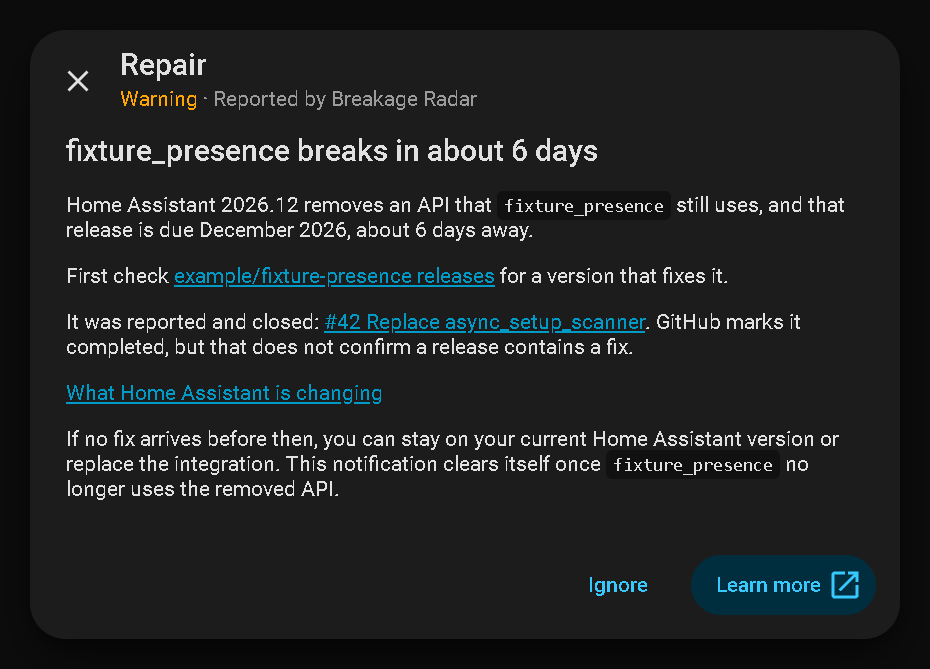 Repair
Warning · Reported by Breakage Radar
fixture_presence breaks in about 6 days
Home Assistant 2026.12 removes an API that fixture_presence still uses, and that
release is due December 2026, about 6 days away.
First check example/fixture-presence releases for a version that fixes it.
It was reported and closed: #42 Replace async_setup_scanner. GitHub marks it
completed, but that does not confirm a release contains a fix.
What Home Assistant is changing
If no fix arrives before then, you can stay on your current Home Assistant version or
replace the integration. This notification clears itself once fixture_presence no
longer uses the removed API.
Ignore
Learn more